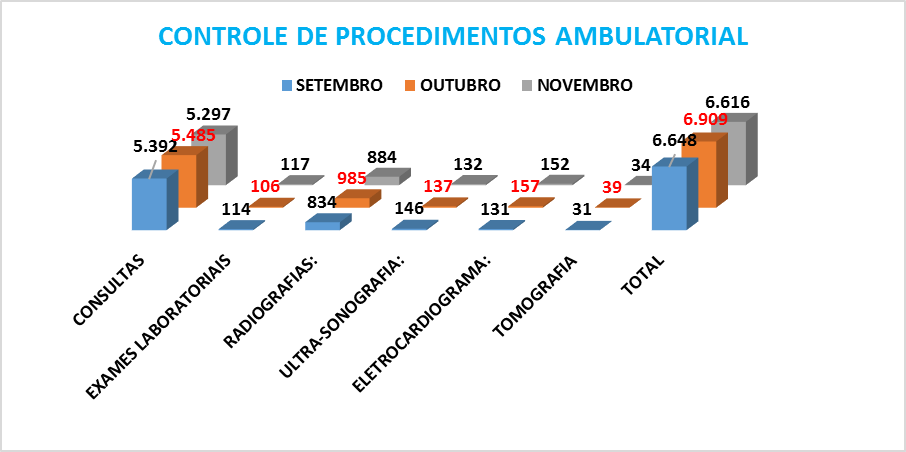 CONTROLE DE PROCEDIMENTOS AMBULATORIAL
SETEMBRO OUTUBRO NOVEMBRO
5.392 5.485 5.297
114 106 117
834 985 884
146 137 132
131 157 152
31 39 34
6.648 6.909 6.616
CONSULTAS
EXAMES LABORATORIAIS
RADIOGRAFIAS:
ULTRA-SONOGRAFIA:
ELETROCARDIOGRAMA:
TOMOGRAFIA
TOTAL